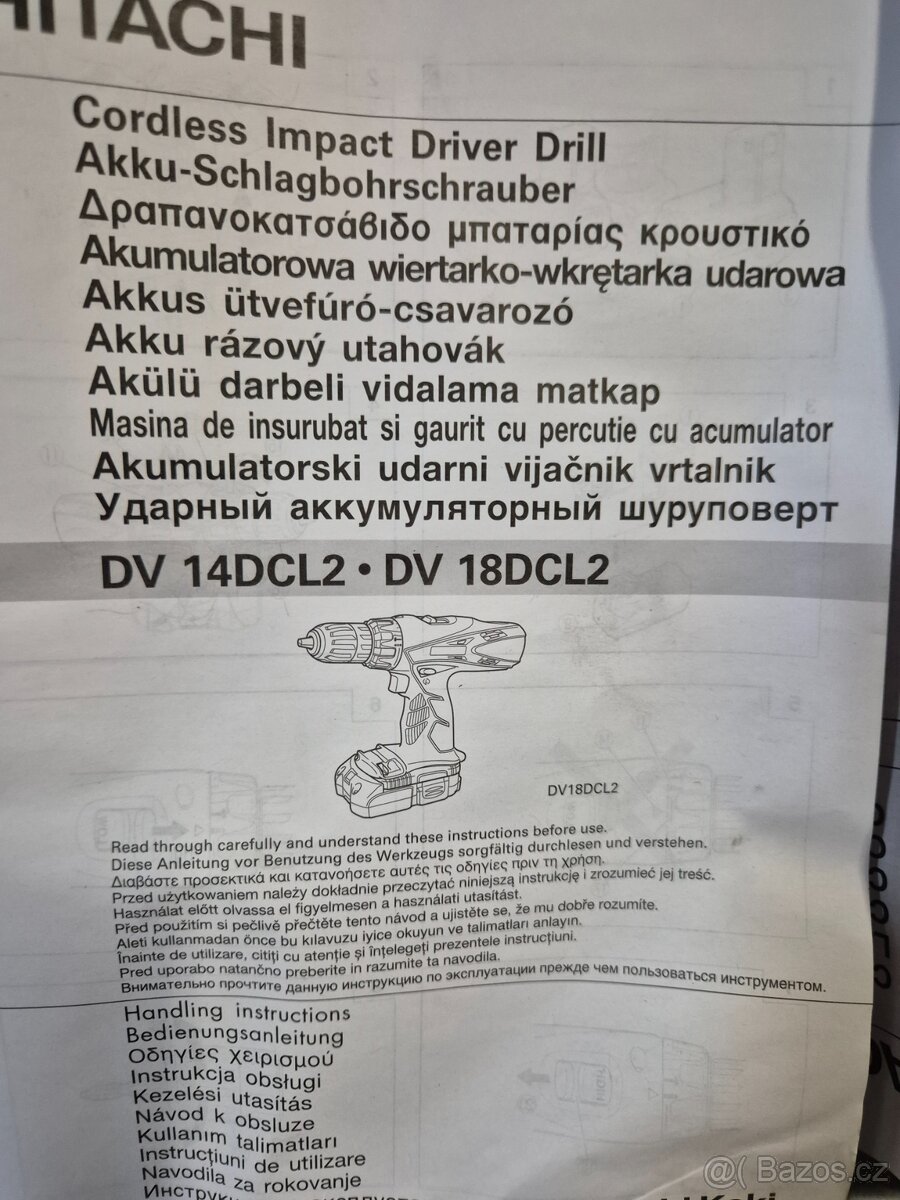 HITACHI
Cordless Impact Driver Drill
Akku-Schlagbohrschrauber
Δραπανοκατσάβιδο μπαταρίας κρουστικό
Akumulatorowa wiertarko-wkrętarka udarowa
Akkus ütvefúró-csavarozó
Akku rázový utahovák
Akülü darbeli vidalama matkap
Masina de insurubat si gaurit cu percutie cu acumulator
Akumulatorski udarni vijačnik vrtalnik
Ударный аккумуляторный шуруповерт
DV 14DCL2 • DV 18DCL2
DV18DCL2
Read through carefully and understand these instructions before use.
Diese Anleitung vor Benutzung des Werkzeugs sorgfältig durchlesen und verstehen.
Διαβάστε προσεκτικά και κατανοήσετε αυτές τις οδηγίες πριν τη χρήση.
Przed użytkowaniem należy dokładnie przeczytać niniejszą instrukcję i zrozumieć jej treść.
Használat előtt olvassa el figyelmesen a használati utasítást.
Před použitím si pečlivě přečtěte tento návod a ujistěte se, že mu dobře rozumíte.
Aleti kullanmadan önce bu kılavuzu iyice okuyun ve talimatları anlayın.
Înainte de utilizare, citiți cu atenție și înțelegeți prezentele instrucțiuni.
Pred uporabo natančno preberite in razumite ta navodila.
Внимательно прочтите данную инструкцию по эксплуатации прежде чем пользоваться инструментом.
Handling instructions
Bedienungsanleitung
Οδηγίες χειρισμού
Instrukcja obsługi
Kezelési utasítás
Návod k obsluze
Kullanım talimatları
Instrucțiuni de utilizare
Navodila za rokovanje
Koki
@( Bazos.cz